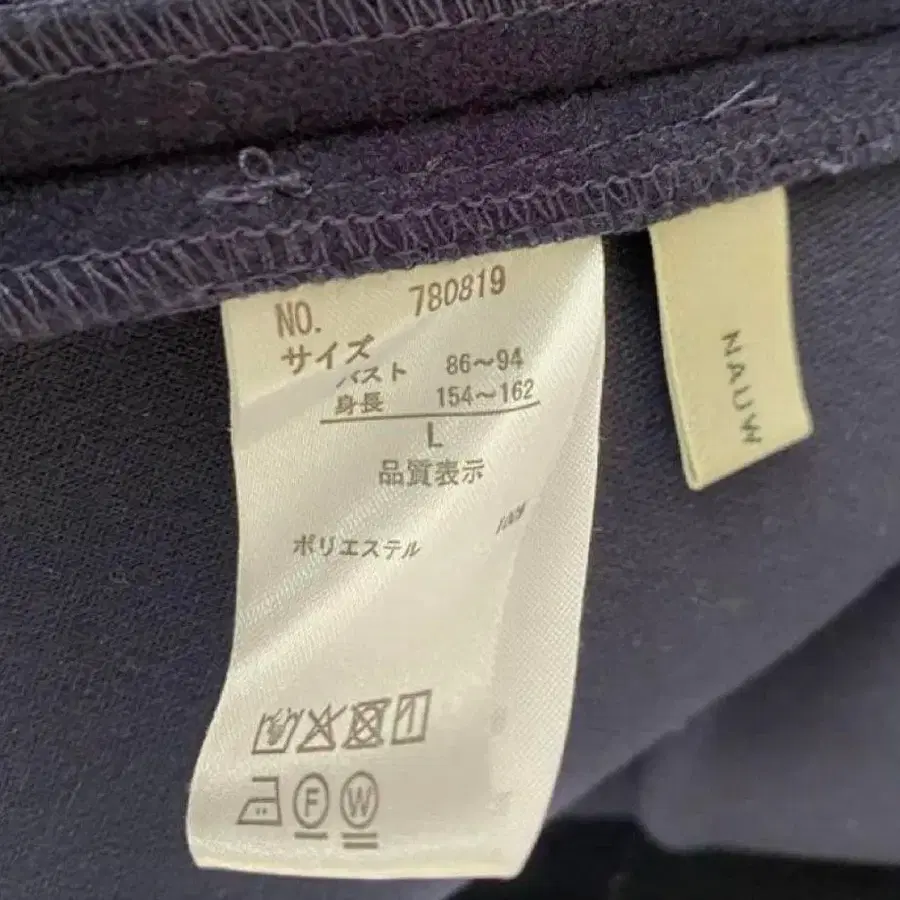 NO. 780819
サイズ
バスト 86～94
身長 154～162
L
品質表示
ポリエステル 100%
F W
NAUW